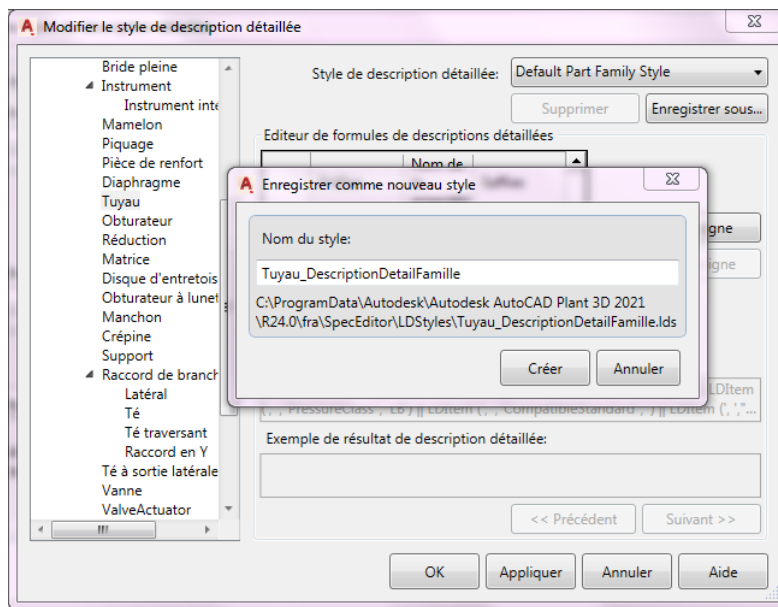 Modifier le style de description détaillée
Bride pleine
Instrument
Instrument inte
Mamelon
Piquage
Pièce de renfort
Diaphragme
Tuyau
Obturateur
Réduction
Matrice
Disque d'entretois
Obturateur à lunet
Manchon
Crépine
Support
Raccord de branch
Latéral
Té
Té traversant
Raccord en Y
Té à sortie latérale
Vanne
ValveActuator
Style de description détaillée:
Default Part Family Style
Supprimer
Enregistrer sous...
Editeur de formules de descriptions détaillées
Nom de
igne
igne
Enregistrer comme nouveau style
Nom du style:
Tuyau_DescriptionDetailFamille
C:\ProgramData\Autodesk\Autodesk AutoCAD Plant 3D 2021
\R24.0\fra\SpecEditor\LDStyles\Tuyau_DescriptionDetailFamille.lds
Créer
Annuler
LDItem
Exemple de résultat de description détaillée:
<< Précédent
Suivant >>
OK
Appliquer
Annuler
Aide